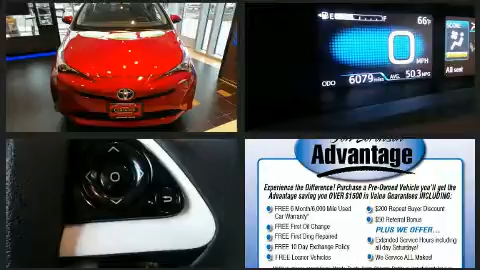 E F
66°F
0
MPH
ODO 6079 miles AVG. 50.3 MPG
SCORE
All seat
Advantage
Experience the Difference! Purchase a Pre-Owned Vehicle you'll get the
Advantage saving you OVER $1500 in Value Guarantees INCLUDING:
FREE 6 Month/6,000 Mile Used
Car Warranty*
FREE First Oil Change
FREE First Ding Repaired
FREE 10 Day Exchange Policy
FREE Loaner Vehicles
$200 Repeat Buyer Discount
$50 Referral Bonus
PLUS WE OFFER...
Extended Service Hours including
all day Saturdays!
We Service ALL Makes!